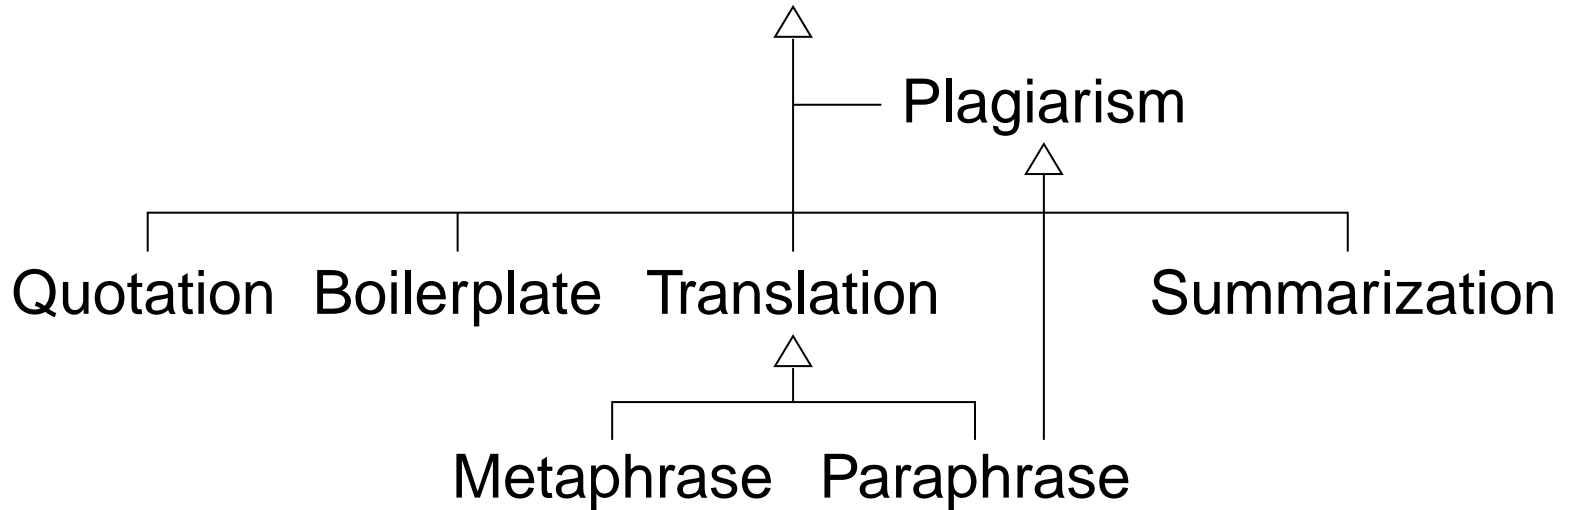 Plagiarism
Quotation Boilerplate Translation Summarization
Metaphrase Paraphrase